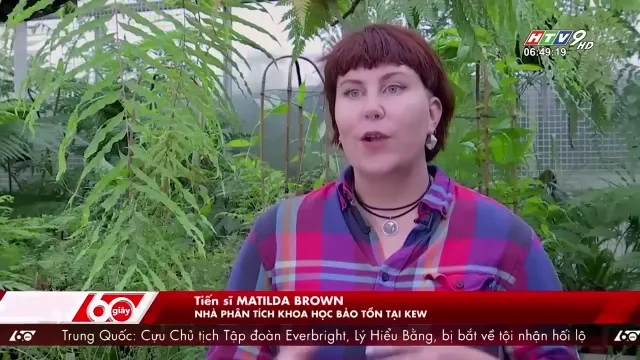 HTV9 HD
06:49:19
Tiến sĩ MATILDA BROWN
NHÀ PHÂN TÍCH KHOA HỌC BẢO TỒN TẠI KEW
60 giây
60 Trung Quốc: Cựu Chủ tịch Tập đoàn Everbright, Lý Hiểu Bằng, bị bắt về tội nhận hối lộ 60